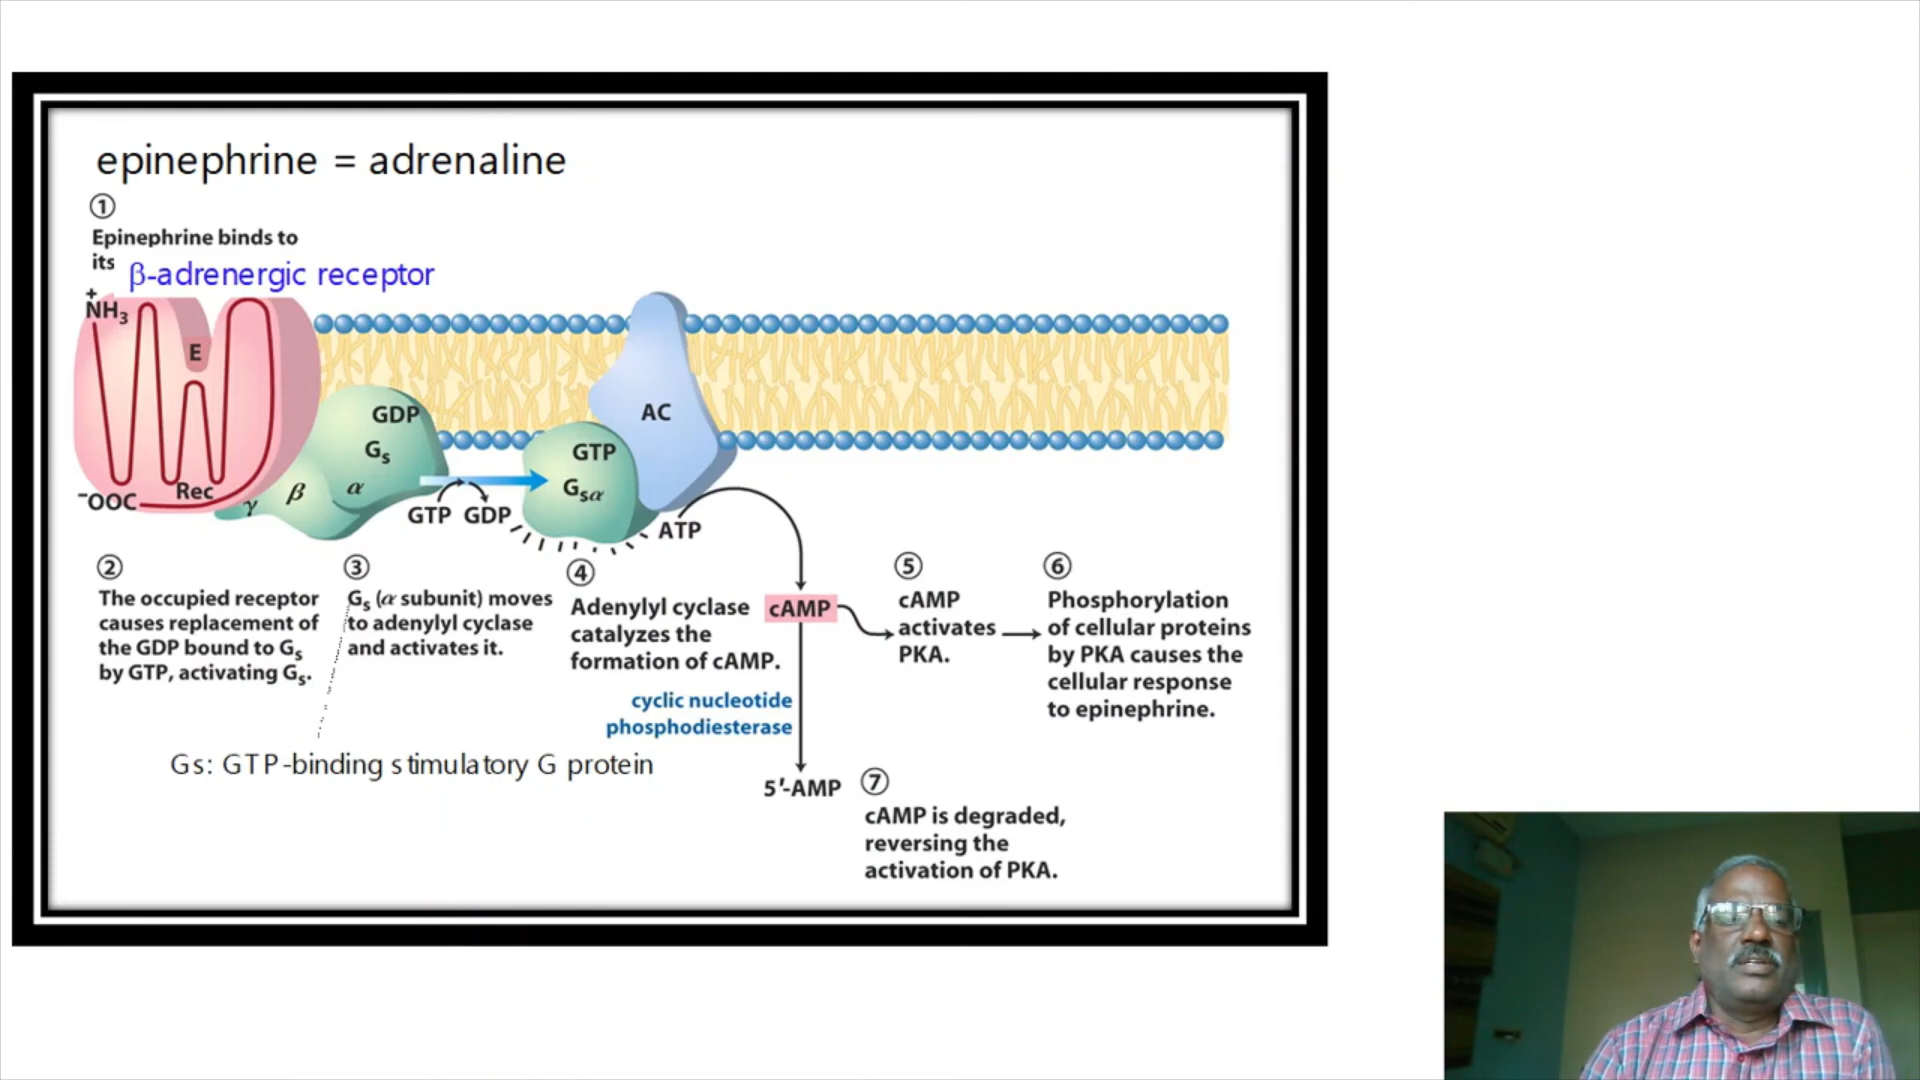 epinephrine = adrenaline
①
Epinephrine binds to
its β-adrenergic receptor
+
NH3
E
Rec
⁻OOC
γ
β
α
GDP
Gs
GTP
GDP
GTP
Gsα
AC
ATP
②
The occupied receptor
causes replacement of
the GDP bound to Gs
by GTP, activating Gs.
③
Gs (α subunit) moves
to adenylyl cyclase
and activates it.
④
Adenylyl cyclase
catalyzes the
formation of cAMP.
cAMP
⑤
cAMP
activates
PKA.
⑥
Phosphorylation
of cellular proteins
by PKA causes the
cellular response
to epinephrine.
cyclic nucleotide
phosphodiesterase
Gs: GTP-binding stimulatory G protein
5′-AMP
⑦
cAMP is degraded,
reversing the
activation of PKA.